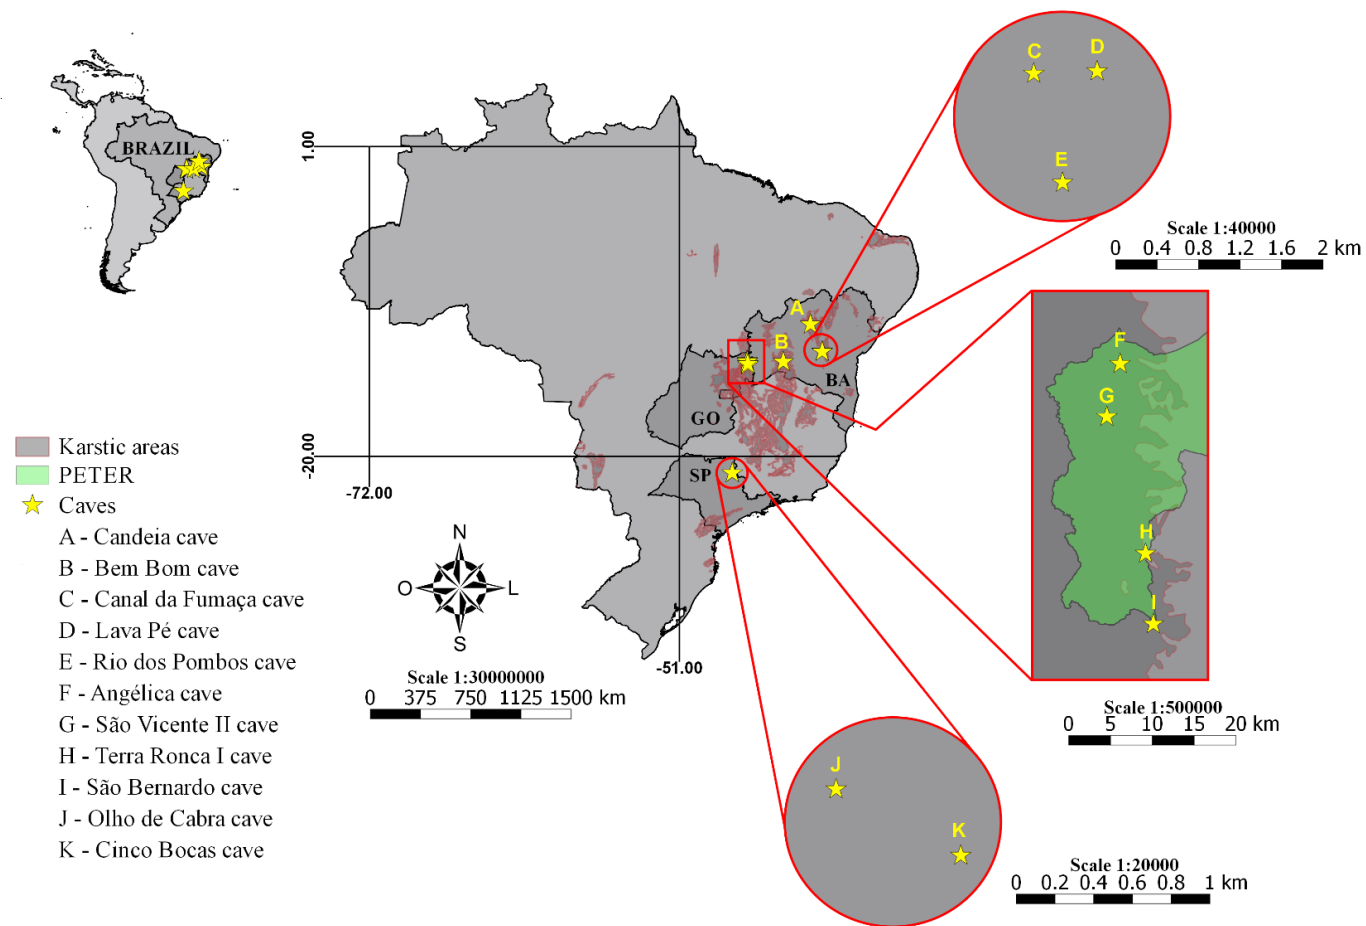 BRAZIL
1.00
-20.00
-72.00
-51.00
A
B
BA
GO
SP
C
D
E
Scale 1:40000
0 0.4 0.8 1.2 1.6 2 km
F
G
H
I
Scale 1:500000
0 5 10 15 20 km
J
K
Scale 1:20000
0 0.2 0.4 0.6 0.8 1 km
N
O
L
S
Scale 1:30000000
0 375 750 1125 1500 km
Karstic areas
PETER
Caves
A - Candeia cave
B - Bem Bom cave
C - Canal da Fumaça cave
D - Lava Pé cave
E - Rio dos Pombos cave
F - Angélica cave
G - São Vicente II cave
H - Terra Ronca I cave
I - São Bernardo cave
J - Olho de Cabra cave
K - Cinco Bocas cave